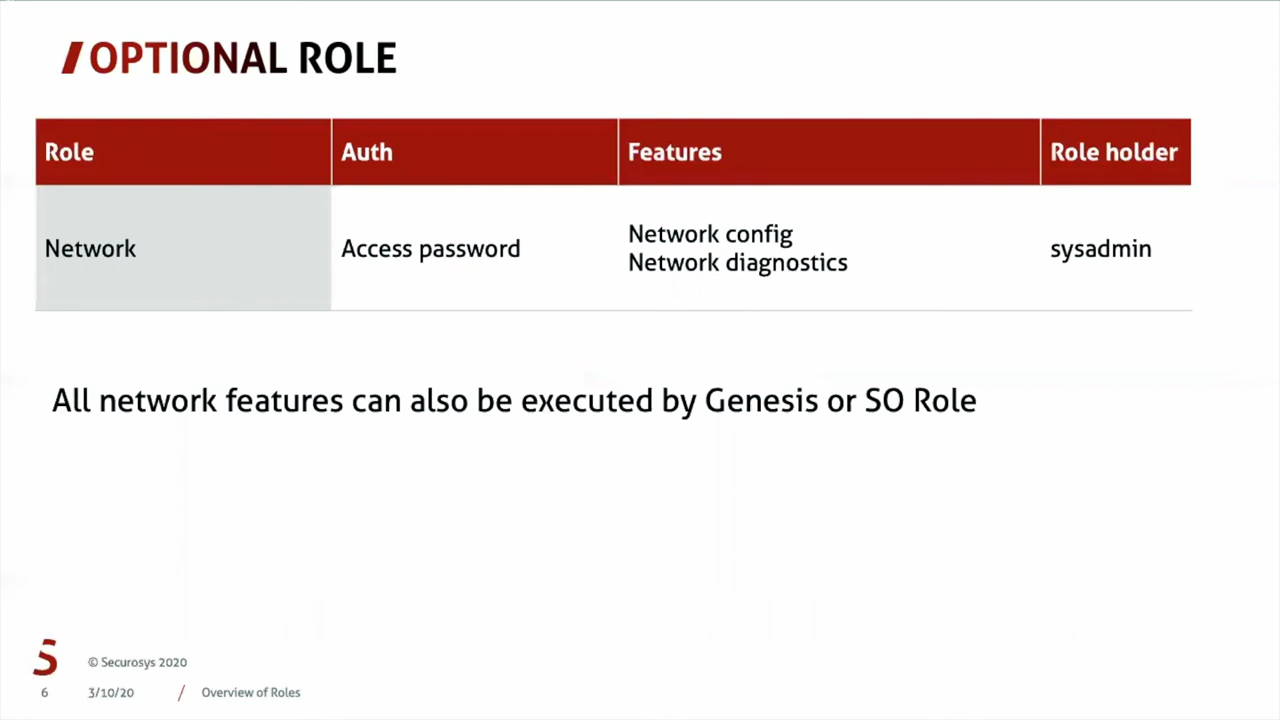 OPTIONAL ROLE
Role Auth Features Role holder
Network Access password Network config sysadmin
Network diagnostics
All network features can also be executed by Genesis or SO Role
© Securosys 2020
6 3/10/20 / Overview of Roles